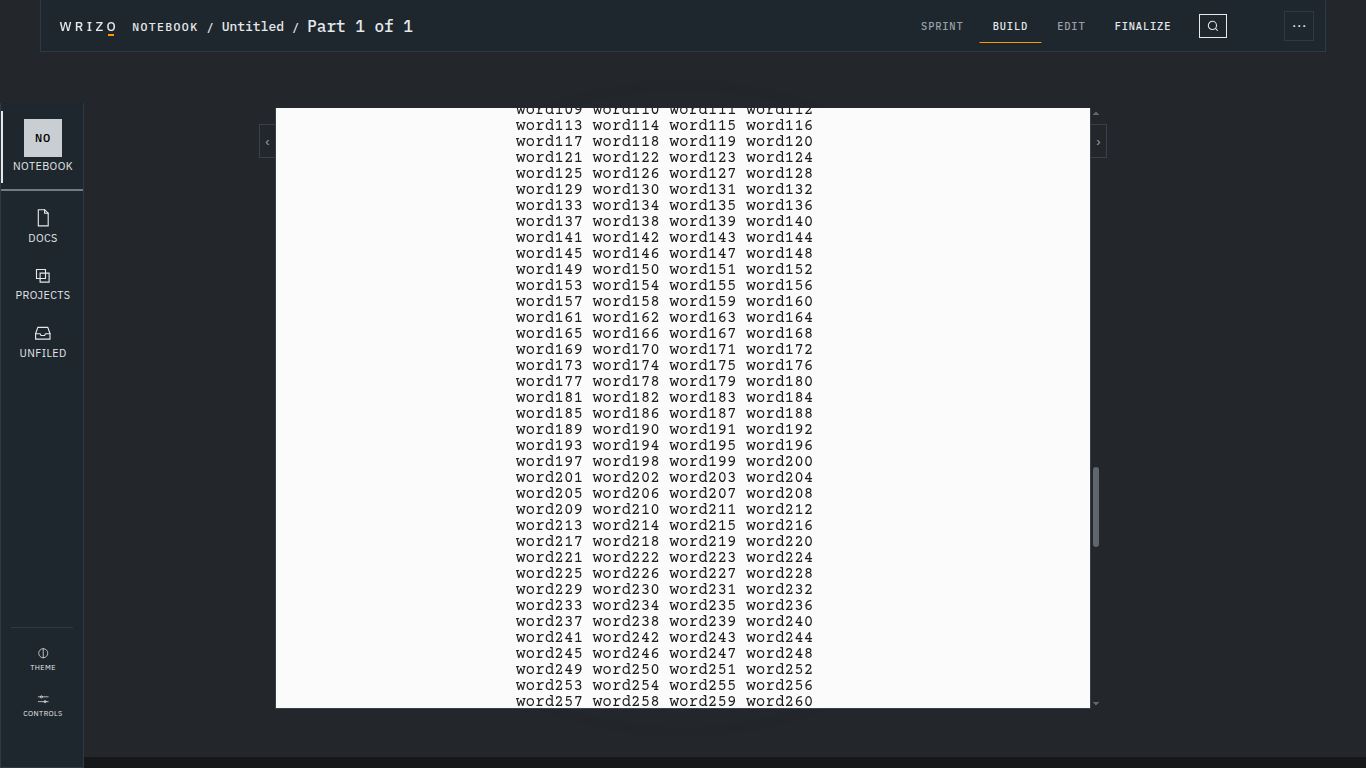 WRIZO NOTEBOOK / Untitled / Part 1 of 1 SPRINT BUILD EDIT FINALIZE ...
NO
NOTEBOOK
DOCS
PROJECTS
UNFILED
THEME
CONTROLS
word109 word110 word111 word112
word113 word114 word115 word116
word117 word118 word119 word120
word121 word122 word123 word124
word125 word126 word127 word128
word129 word130 word131 word132
word133 word134 word135 word136
word137 word138 word139 word140
word141 word142 word143 word144
word145 word146 word147 word148
word149 word150 word151 word152
word153 word154 word155 word156
word157 word158 word159 word160
word161 word162 word163 word164
word165 word166 word167 word168
word169 word170 word171 word172
word173 word174 word175 word176
word177 word178 word179 word180
word181 word182 word183 word184
word185 word186 word187 word188
word189 word190 word191 word192
word193 word194 word195 word196
word197 word198 word199 word200
word201 word202 word203 word204
word205 word206 word207 word208
word209 word210 word211 word212
word213 word214 word215 word216
word217 word218 word219 word220
word221 word222 word223 word224
word225 word226 word227 word228
word229 word230 word231 word232
word233 word234 word235 word236
word237 word238 word239 word240
word241 word242 word243 word244
word245 word246 word247 word248
word249 word250 word251 word252
word253 word254 word255 word256
word257 word258 word259 word260